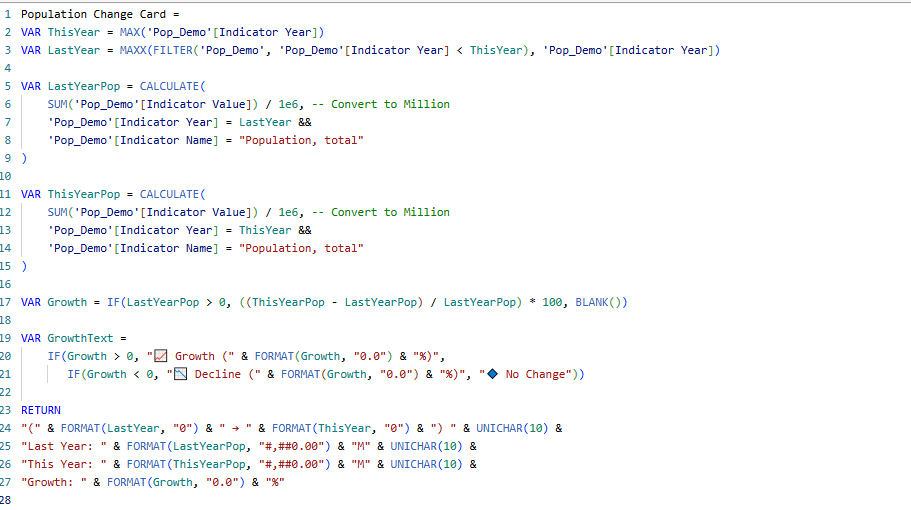 1 Population Change Card =
2 VAR ThisYear = MAX('Pop_Demo'[Indicator Year])
3 VAR LastYear = MAXX(FILTER('Pop_Demo', 'Pop_Demo'[Indicator Year] < ThisYear), 'Pop_Demo'[Indicator Year])
4
5 VAR LastYearPop = CALCULATE(
6     SUM('Pop_Demo'[Indicator Value]) / 1e6, -- Convert to Million
7     'Pop_Demo'[Indicator Year] = LastYear &&
8     'Pop_Demo'[Indicator Name] = "Population, total"
9 )
10
11 VAR ThisYearPop = CALCULATE(
12     SUM('Pop_Demo'[Indicator Value]) / 1e6, -- Convert to Million
13     'Pop_Demo'[Indicator Year] = ThisYear &&
14     'Pop_Demo'[Indicator Name] = "Population, total"
15 )
16
17 VAR Growth = IF(LastYearPop > 0, ((ThisYearPop - LastYearPop) / LastYearPop) * 100, BLANK())
18
19 VAR GrowthText =
20     IF(Growth > 0, "📈 Growth (" & FORMAT(Growth, "0.0") & "%)",
21        IF(Growth < 0, "📉 Decline (" & FORMAT(Growth, "0.0") & "%)", "🔷 No Change"))
22
23 RETURN
24 "(" & FORMAT(LastYear, "0") & " → " & FORMAT(ThisYear, "0") & ") " & UNICHAR(10) &
25 "Last Year: " & FORMAT(LastYearPop, "#,##0.00") & "M" & UNICHAR(10) &
26 "This Year: " & FORMAT(ThisYearPop, "#,##0.00") & "M" & UNICHAR(10) &
27 "Growth: " & FORMAT(Growth, "0.0") & "%"
28